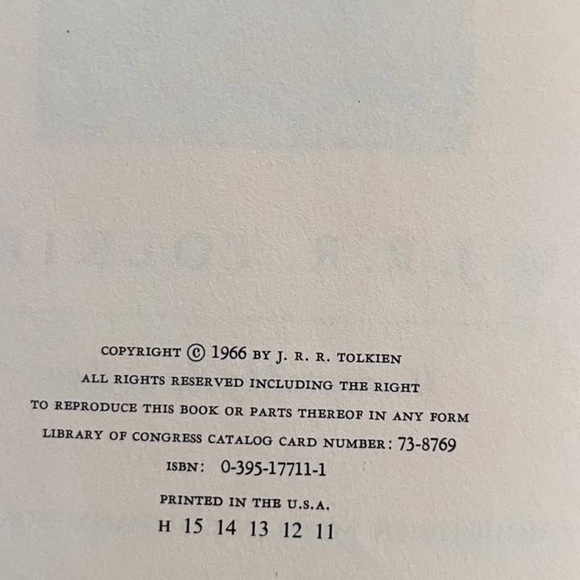 COPYRIGHT © 1966 BY J. R. R. TOLKIEN
ALL RIGHTS RESERVED INCLUDING THE RIGHT
TO REPRODUCE THIS BOOK OR PARTS THEREOF IN ANY FORM
LIBRARY OF CONGRESS CATALOG CARD NUMBER: 73-8769
ISBN: 0-395-17711-1
PRINTED IN THE U.S.A.
H 15 14 13 12 11